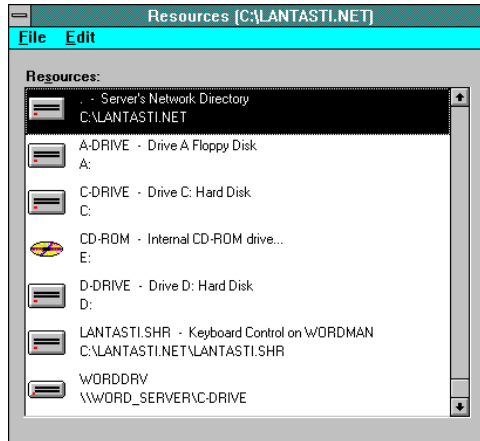 Resources (C:\LANTASTI.NET)
File Edit
Resources:
. - Server's Network Directory
C:\LANTASTI.NET
A-DRIVE - Drive A Floppy Disk
A:
C-DRIVE - Drive C: Hard Disk
C:
CD-ROM - Internal CD-ROM drive...
E:
D-DRIVE - Drive D: Hard Disk
D:
LANTASTI.SHR - Keyboard Control on WORDMAN
C:\LANTASTI.NET\LANTASTI.SHR
WORDDRV
\\WORD_SERVER\C-DRIVE